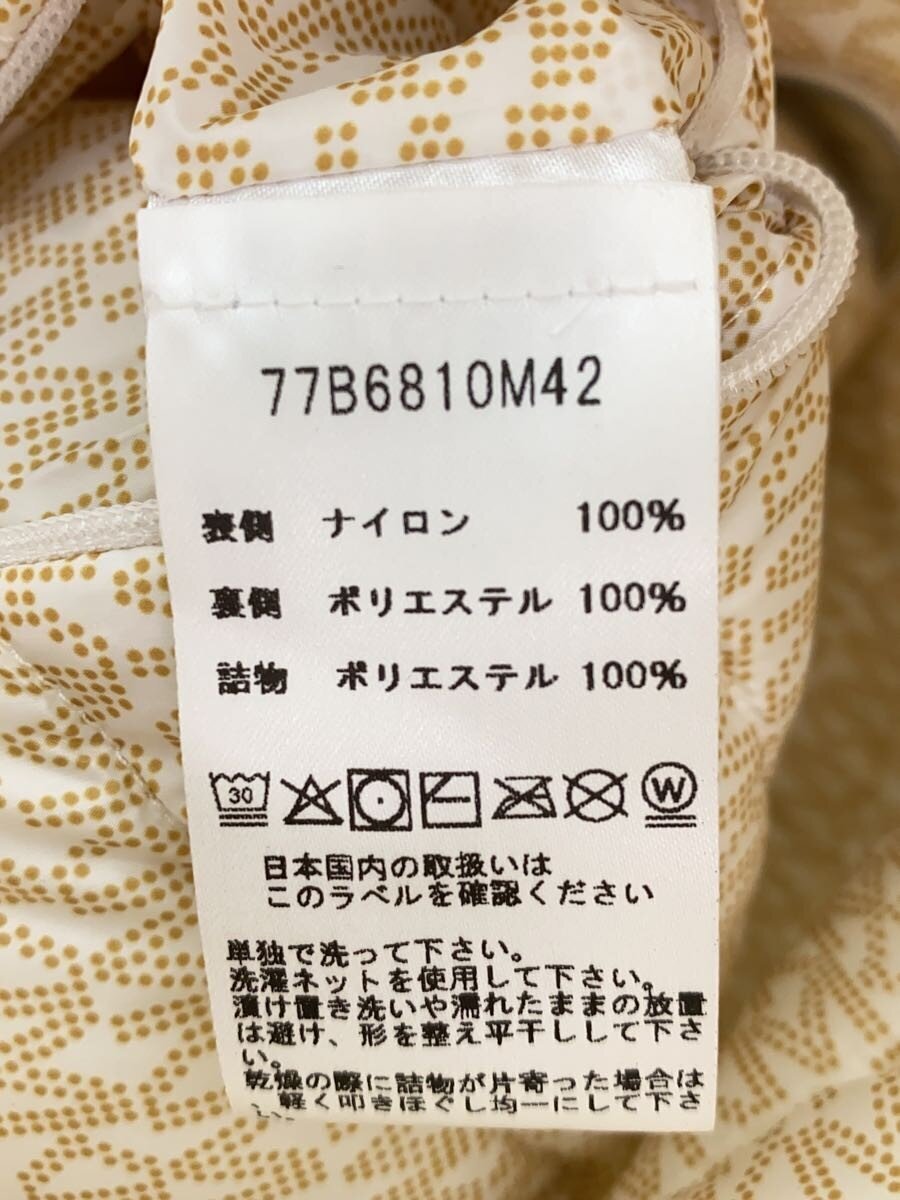 77B6810M42
表側 ナイロン 100%
裏側 ポリエステル 100%
詰物 ポリエステル 100%
30 W
日本国内の取扱いは
このラベルを確認ください
単独で洗って下さい。
洗濯ネットを使用して下さい。
漬け置き洗いや濡れたままの放置
は避け、形を整え平干しして下さ
い。
乾燥の際に詰物が片寄った場合は
、軽く叩きほぐし均一にして下さ